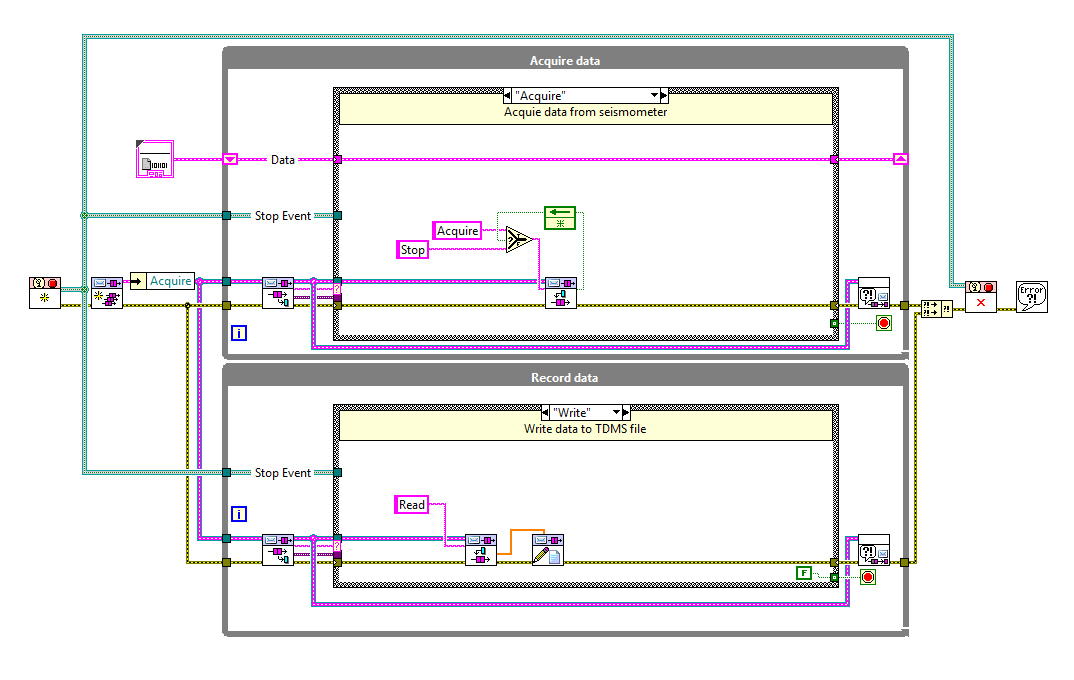 Acquire data
"Acquire"
Acquie data from seismometer
Data
Stop Event
Acquire
Stop
Acquire
Error
?!
i
Record data
"Write"
Write data to TDMS file
Stop Event
Read
i
F